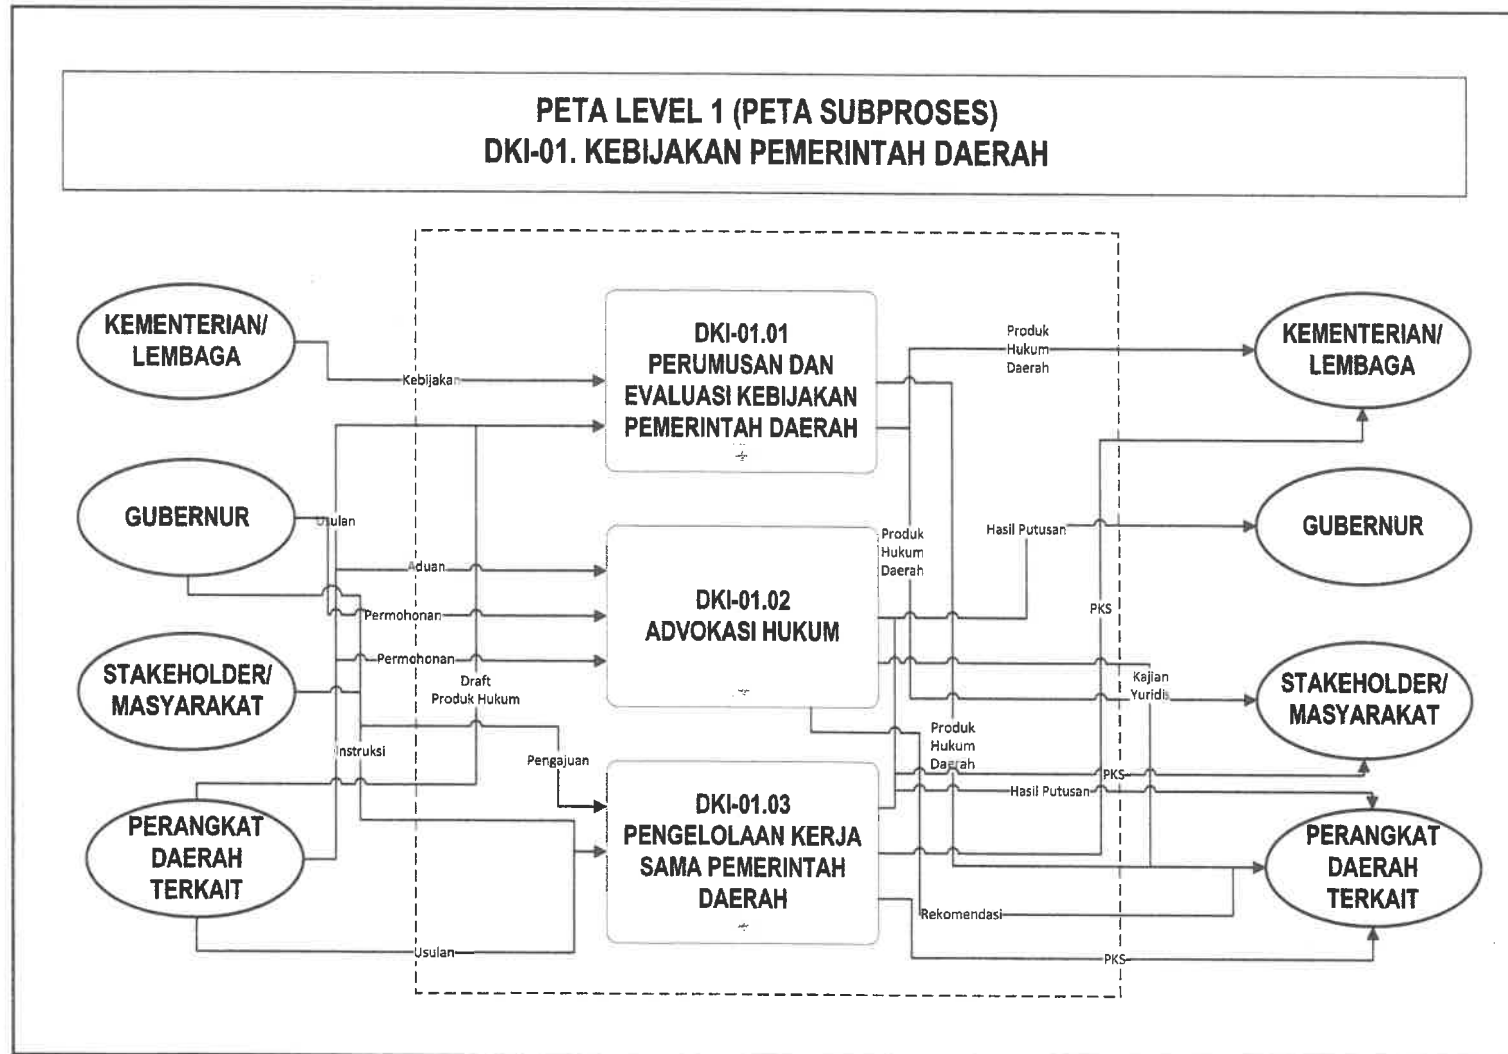 PETA LEVEL 1 (PETA SUBPROSES)
DKI-01. KEBIJAKAN PEMERINTAH DAERAH
KEMENTERIAN/
LEMBAGA
GUBERNUR
STAKEHOLDER/
MASYARAKAT
PERANGKAT
DAERAH
TERKAIT
Kebijakan
Usulan
Aduan
Permohonan
Permohonan
Draft
Produk Hukum
Instruksi
Pengajuan
Usulan
DKI-01.01
PERUMUSAN DAN
EVALUASI KEBIJAKAN
PEMERINTAH DAERAH
DKI-01.02
ADVOKASI HUKUM
DKI-01.03
PENGELOLAAN KERJA
SAMA PEMERINTAH
DAERAH
Produk
Hukum
Daerah
Produk
Hukum
Daerah
Hasil Putusan
PKS
Kajian
Yuridis
Produk
Hukum
Daerah
PKS
Hasil Putusan
Rekomendasi
PKS
KEMENTERIAN/
LEMBAGA
GUBERNUR
STAKEHOLDER/
MASYARAKAT
PERANGKAT
DAERAH
TERKAIT